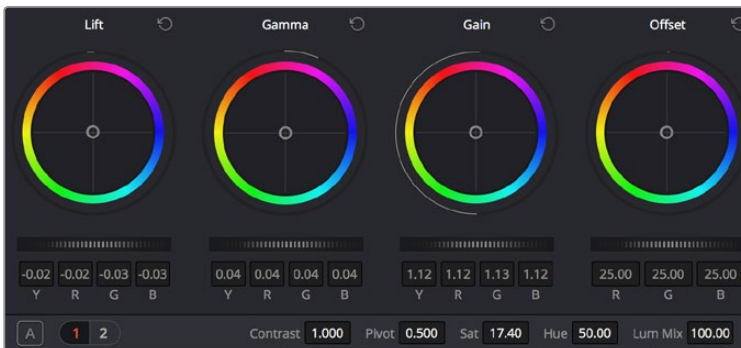 Lift Gamma Gain Offset
-0.02 -0.02 -0.03 -0.03 0.04 0.04 0.04 0.04 1.12 1.12 1.13 1.12 25.00 25.00 25.00
Y R G B Y R G B Y R G B R G B
A 1 2 Contrast 1.000 Pivot 0.500 Sat 17.40 Hue 50.00 Lum Mix 100.00